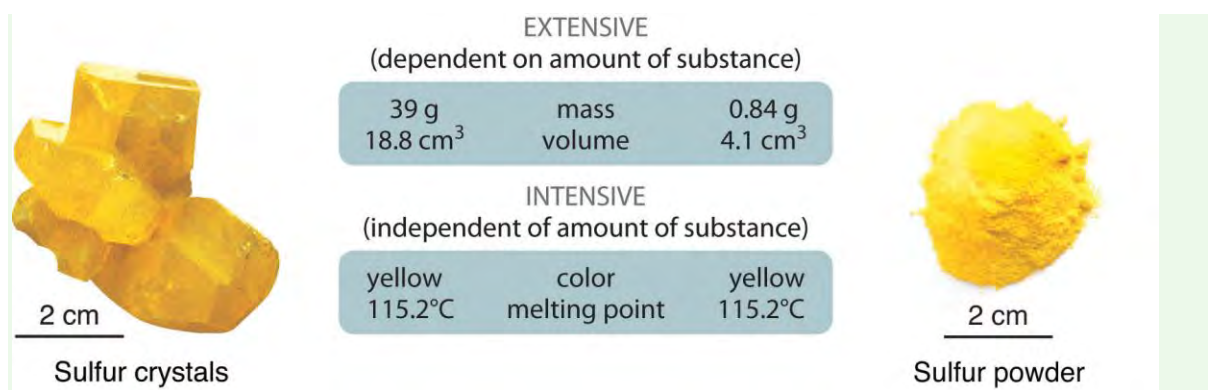 EXTENSIVE
(dependent on amount of substance)
39 g mass 0.84 g
18.8 cm³ volume 4.1 cm³
INTENSIVE
(independent of amount of substance)
yellow color yellow
115.2°C melting point 115.2°C
2 cm 2 cm
Sulfur crystals Sulfur powder